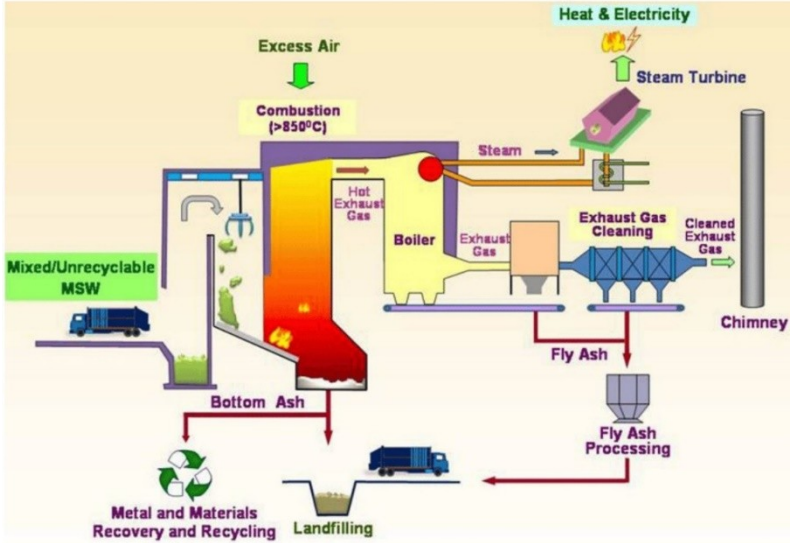 Heat & Electricity
Excess Air
Steam Turbine
Combustion
(>850⁰C)
Steam
Hot
Exhaust
Gas
Boiler
Exhaust
Gas
Exhaust Gas
Cleaning
Cleaned
Exhaust
Gas
Mixed/Unrecyclable
MSW
Chimney
Fly Ash
Bottom Ash
Fly Ash
Processing
Metal and Materials
Recovery and Recycling
Landfilling